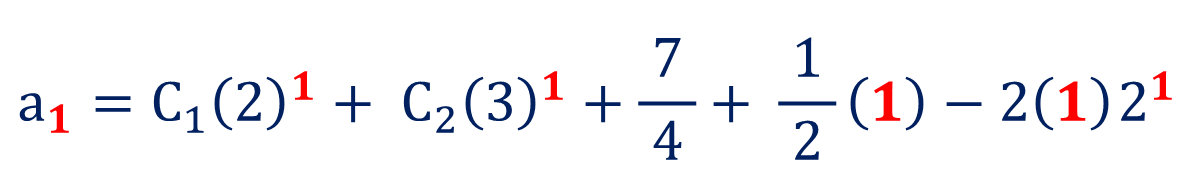 a₁ = C₁(2)¹ + C₂(3)¹ + 7/4 + 1/2 (1) − 2(1)2¹